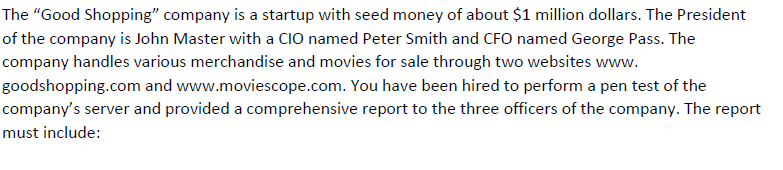 The “Good Shopping” company is a startup with seed money of about $1 million dollars. The President
of the company is John Master with a CIO named Peter Smith and CFO named George Pass. The
company handles various merchandise and movies for sale through two websites www.
goodshopping.com and www.moviescope.com. You have been hired to perform a pen test of the
company’s server and provided a comprehensive report to the three officers of the company. The report
must include: